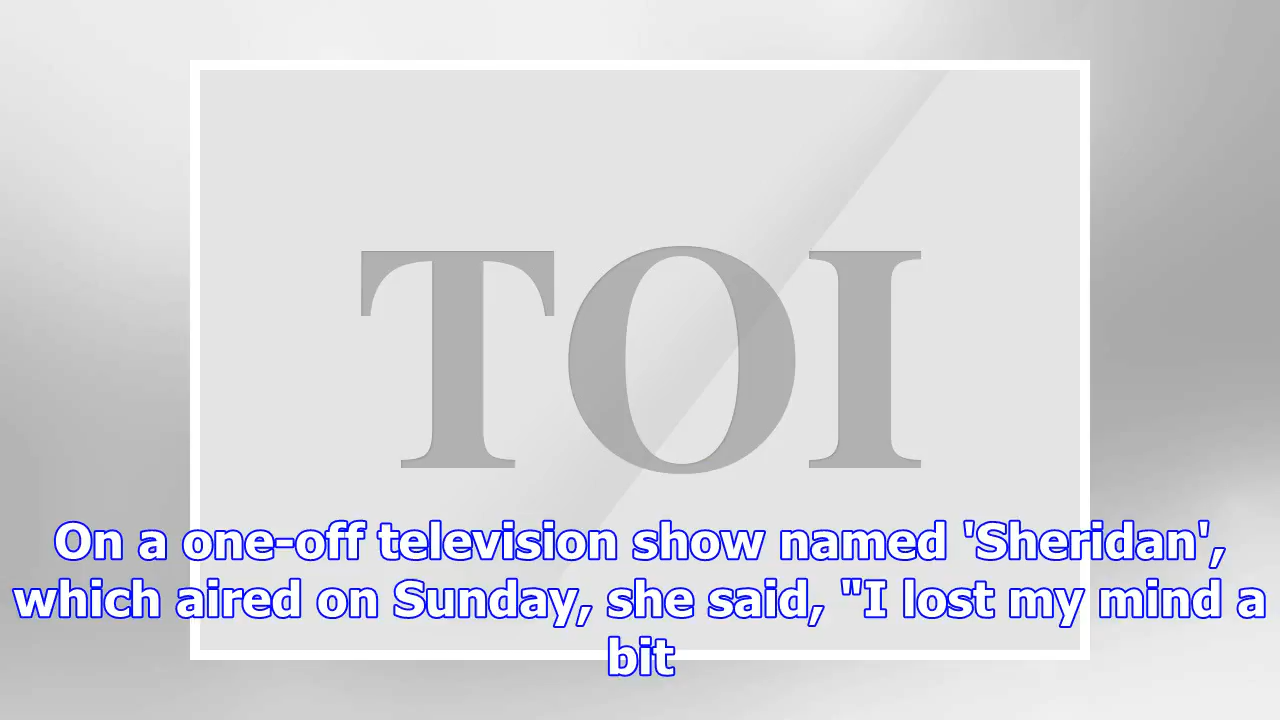 TOI
On a one-off television show named 'Sheridan',
which aired on Sunday, she said, "I lost my mind a
bit